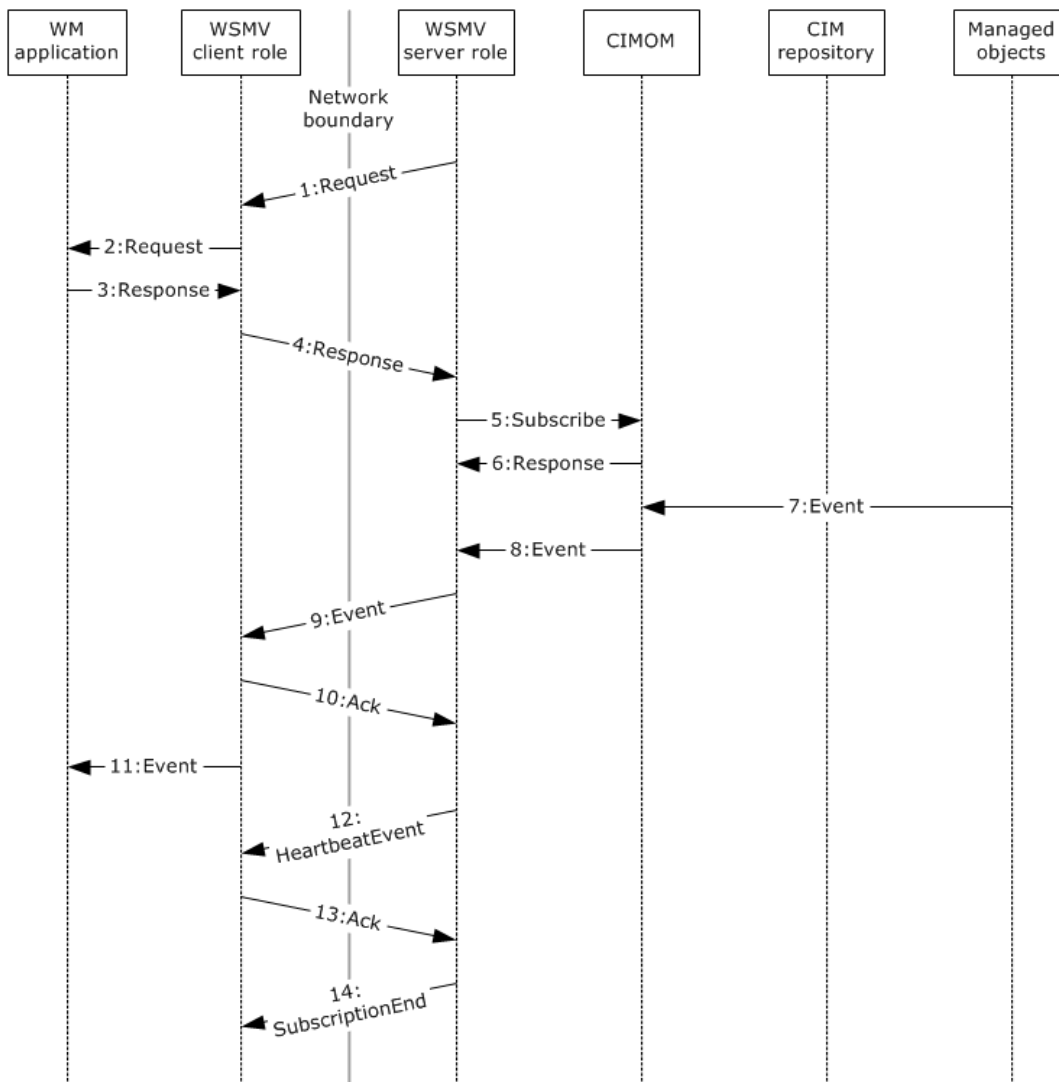 WM
application
WSMV
client role
WSMV
server role
CIMOM
CIM
repository
Managed
objects
Network
boundary
1:Request
2:Request
3:Response
4:Response
5:Subscribe
6:Response
7:Event
8:Event
9:Event
10:Ack
11:Event
12:
HeartbeatEvent
13:Ack
14:
SubscriptionEnd